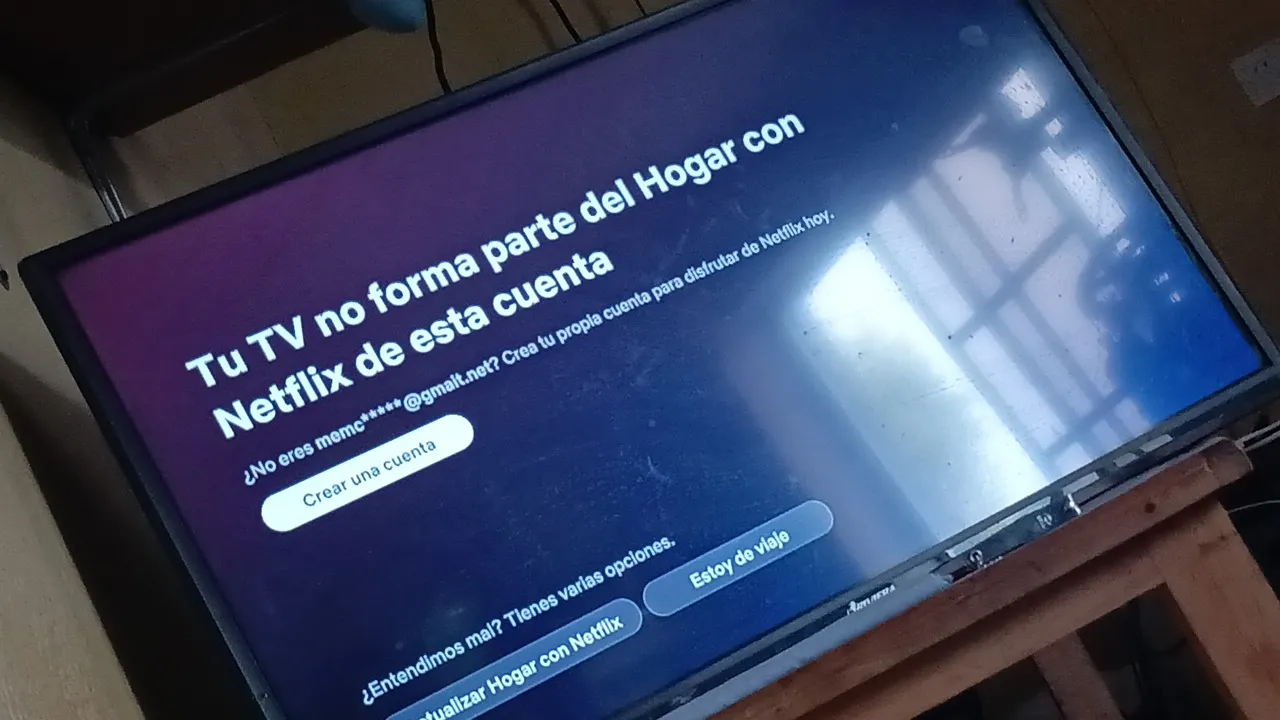 Tu TV no forma parte del Hogar con
Netflix de esta cuenta
¿No eres memc*****@gmait.net? Crea tu propia cuenta para disfrutar de Netflix hoy.
Crear una cuenta
¿Entendimos mal? Tienes varias opciones.
Estoy de viaje
Hogar con Netflix